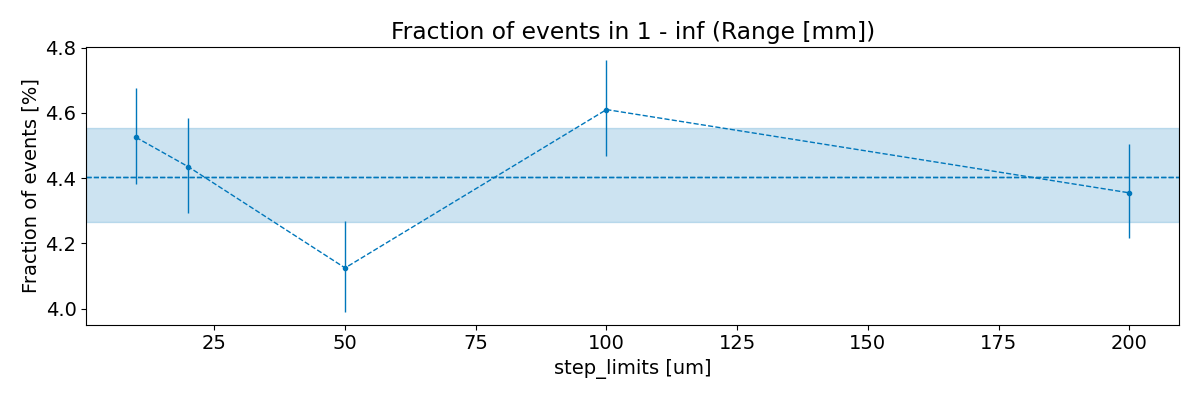 Fraction of events in 1 - inf (Range [mm])
Fraction of events [%]
4.8
4.6
4.4
4.2
4.0
25 50 75 100 125 150 175 200
step_limits [um]